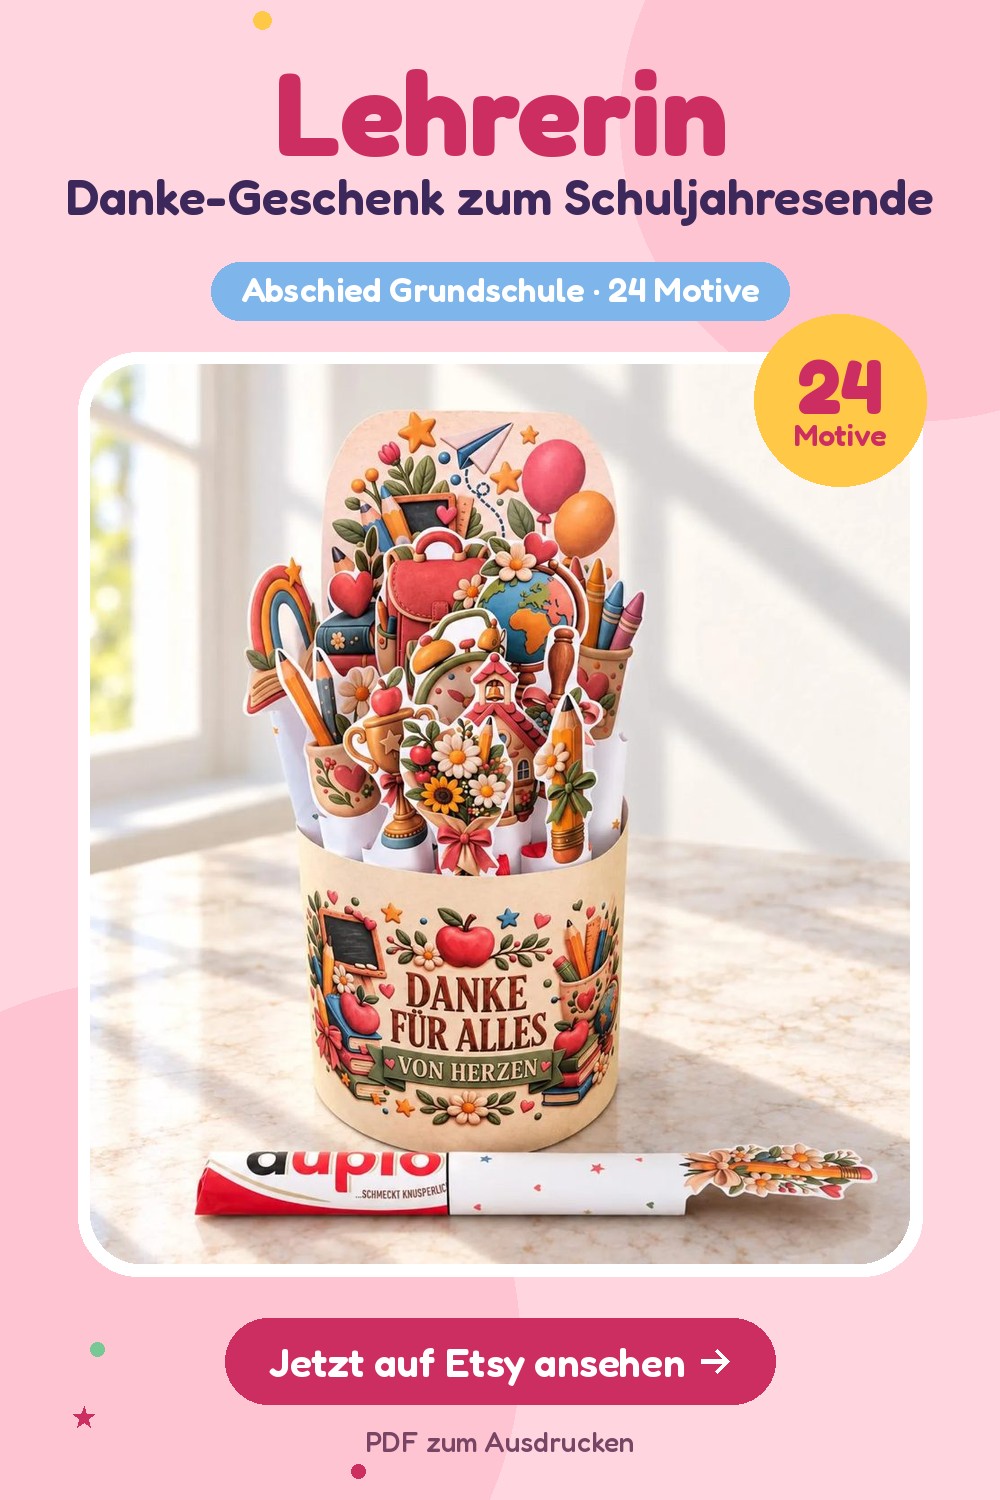 Lehrerin
Danke-Geschenk zum Schuljahresende
Abschied Grundschule · 24 Motive
24
Motive
DANKE
FÜR ALLES
VON HERZEN
duplo
...SCHMECKT KNUSPERLIC
Jetzt auf Etsy ansehen →
PDF zum Ausdrucken